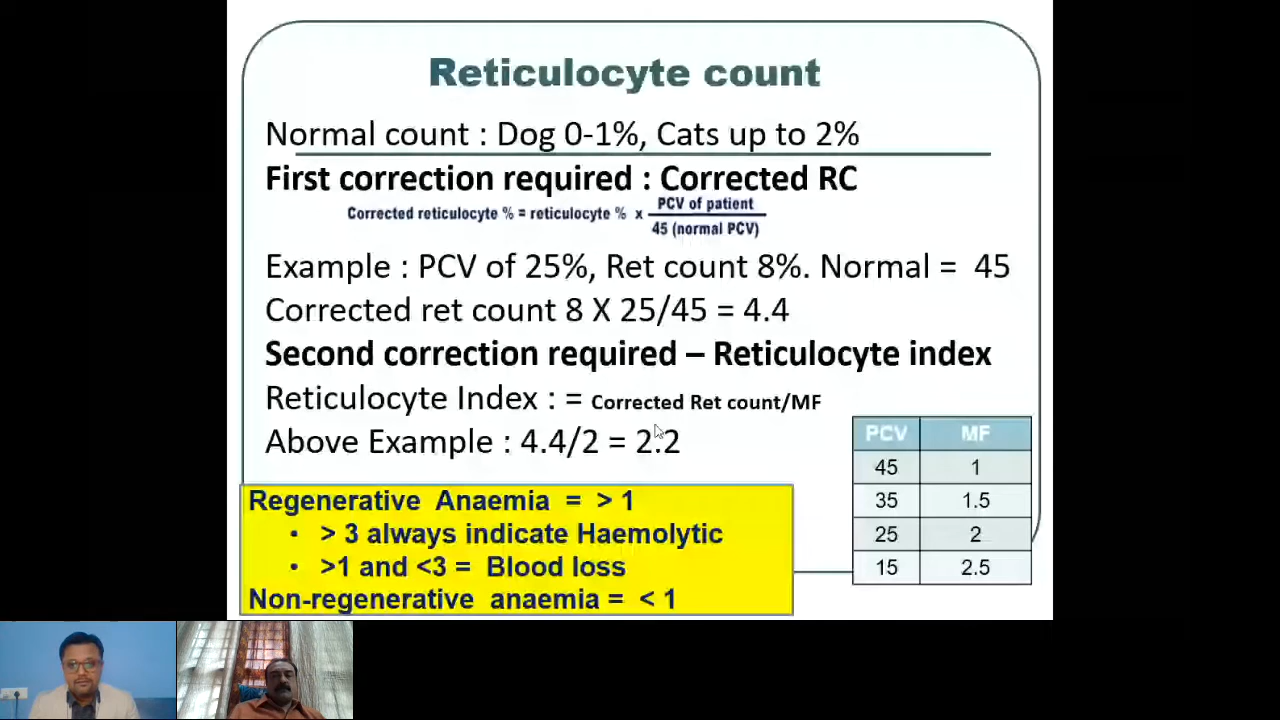 Reticulocyte count
Normal count : Dog 0-1%, Cats up to 2%
First correction required : Corrected RC
Corrected reticulocyte % = reticulocyte % x PCV of patient
45 (normal PCV)
Example : PCV of 25%, Ret count 8%. Normal = 45
Corrected ret count 8 X 25/45 = 4.4
Second correction required – Reticulocyte index
Reticulocyte Index : = Corrected Ret count/MF
Above Example : 4.4/2 = 2.2
PCV MF
45 1
35 1.5
25 2
15 2.5
Regenerative Anaemia = > 1
• > 3 always indicate Haemolytic
• >1 and <3 = Blood loss
Non-regenerative anaemia = < 1